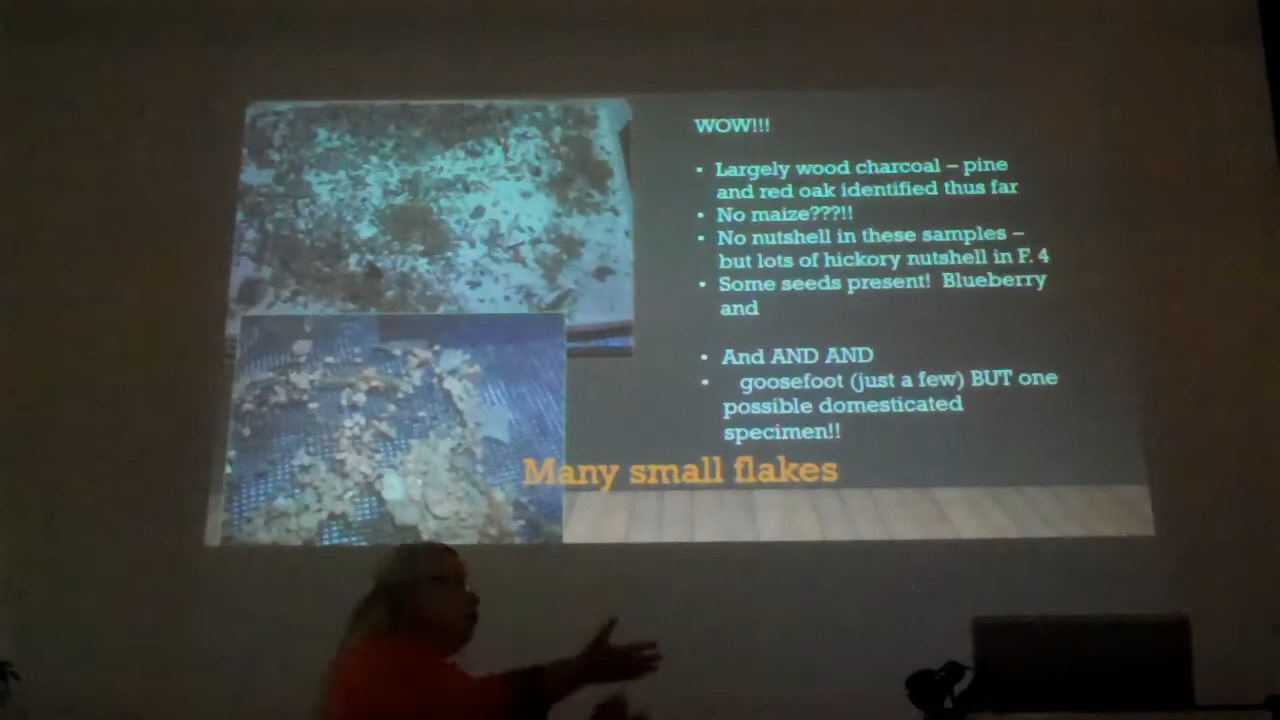 WOW!!!
• Largely wood charcoal – pine
and red oak identified thus far
• No maize???!!
• No nutshell in these samples –
but lots of hickory nutshell in F. 4
• Some seeds present! Blueberry
and
• And AND AND
• goosefoot (just a few) BUT one
possible domesticated
specimen!!
Many small flakes